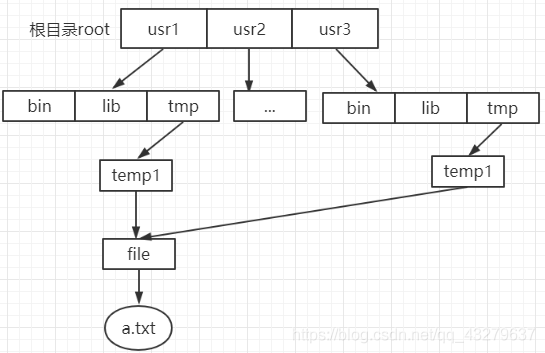 根目录root usr1 usr2 usr3
bin lib tmp ... bin lib tmp
temp1 temp1
file
a.txt
https://blog.csdn.net/qq_43279637